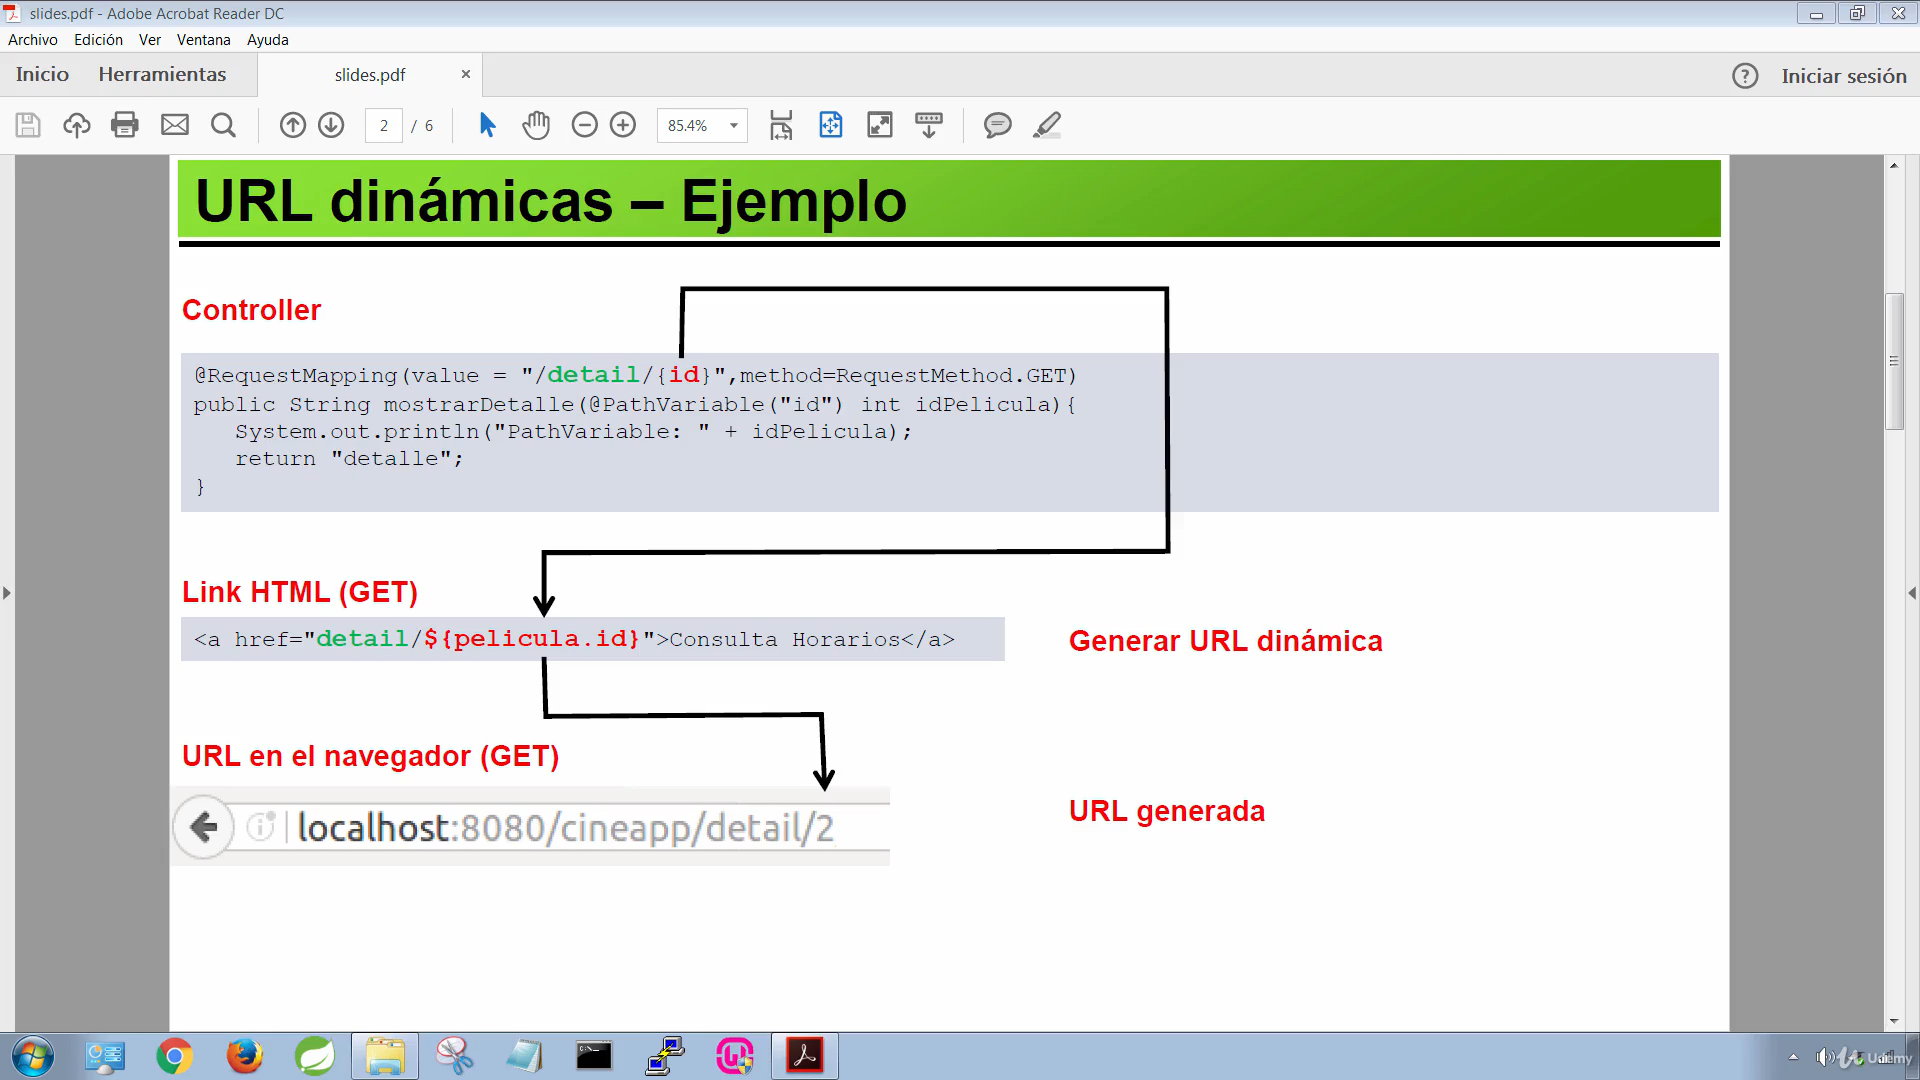 slides.pdf - Adobe Acrobat Reader DC
Archivo Edición Ver Ventana Ayuda
Inicio Herramientas slides.pdf × ? Iniciar sesión
2 / 6 85.4%
URL dinámicas – Ejemplo
Controller
@RequestMapping(value = "/detail/{id}",method=RequestMethod.GET)
public String mostrarDetalle(@PathVariable("id") int idPelicula){
System.out.println("PathVariable: " + idPelicula);
return "detalle";
}
Link HTML (GET)
<a href="detail/${pelicula.id}">Consulta Horarios</a>
Generar URL dinámica
URL en el navegador (GET)
localhost:8080/cineapp/detail/2
URL generada
Udemy